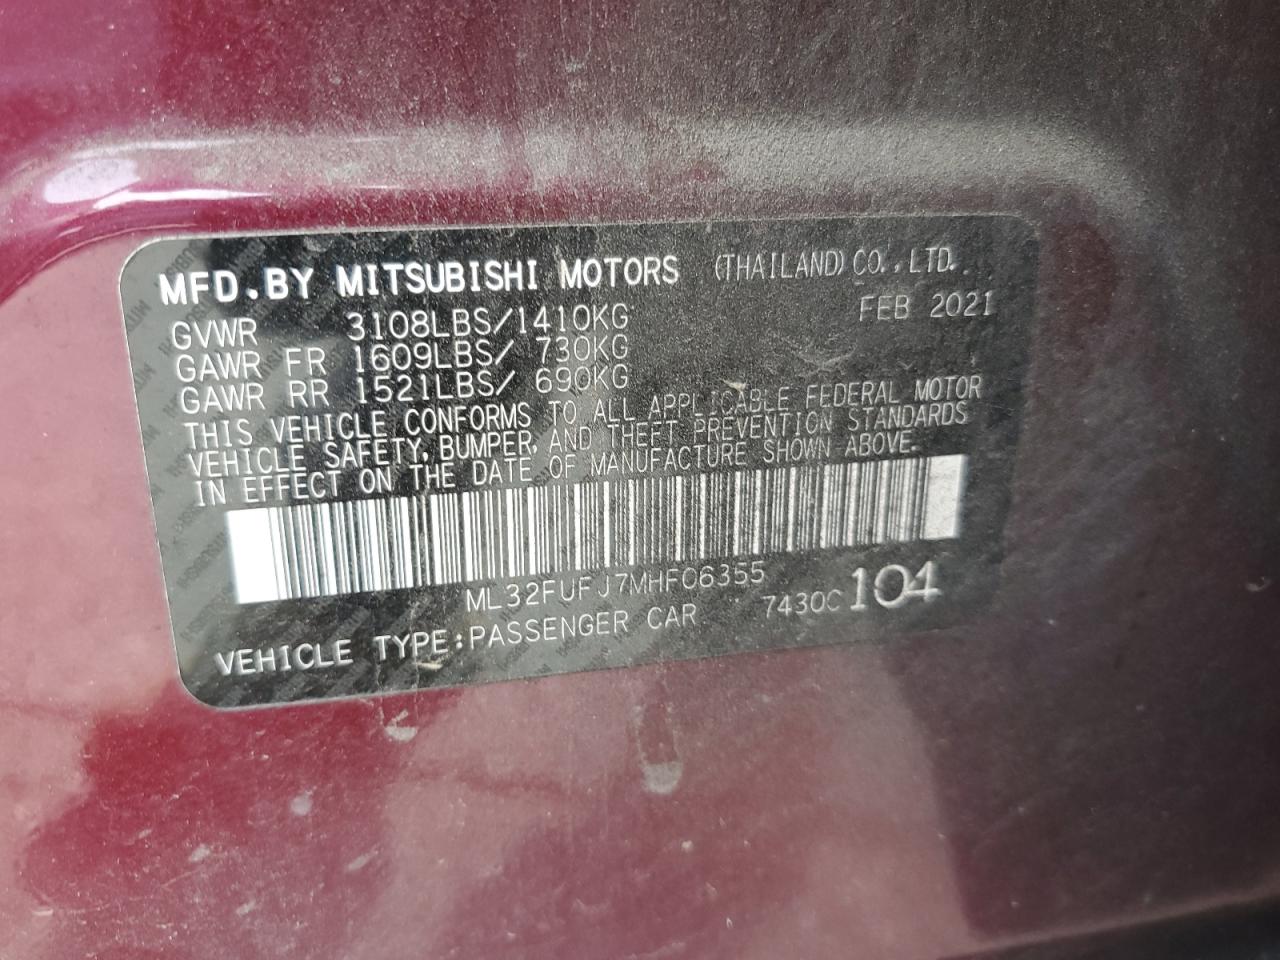 MFD.BY MITSUBISHI MOTORS (THAILAND) CO.,LTD.
FEB 2021
GVWR 3108LBS/1410KG
GAWR FR 1609LBS/ 730KG
GAWR RR 1521LBS/ 690KG
THIS VEHICLE CONFORMS TO ALL APPLICABLE FEDERAL MOTOR
VEHICLE SAFETY, BUMPER, AND THEFT PREVENTION STANDARDS
IN EFFECT ON THE DATE OF MANUFACTURE SHOWN ABOVE.
ML32FUFJ7MHF06355
VEHICLE TYPE:PASSENGER CAR 7430C 104